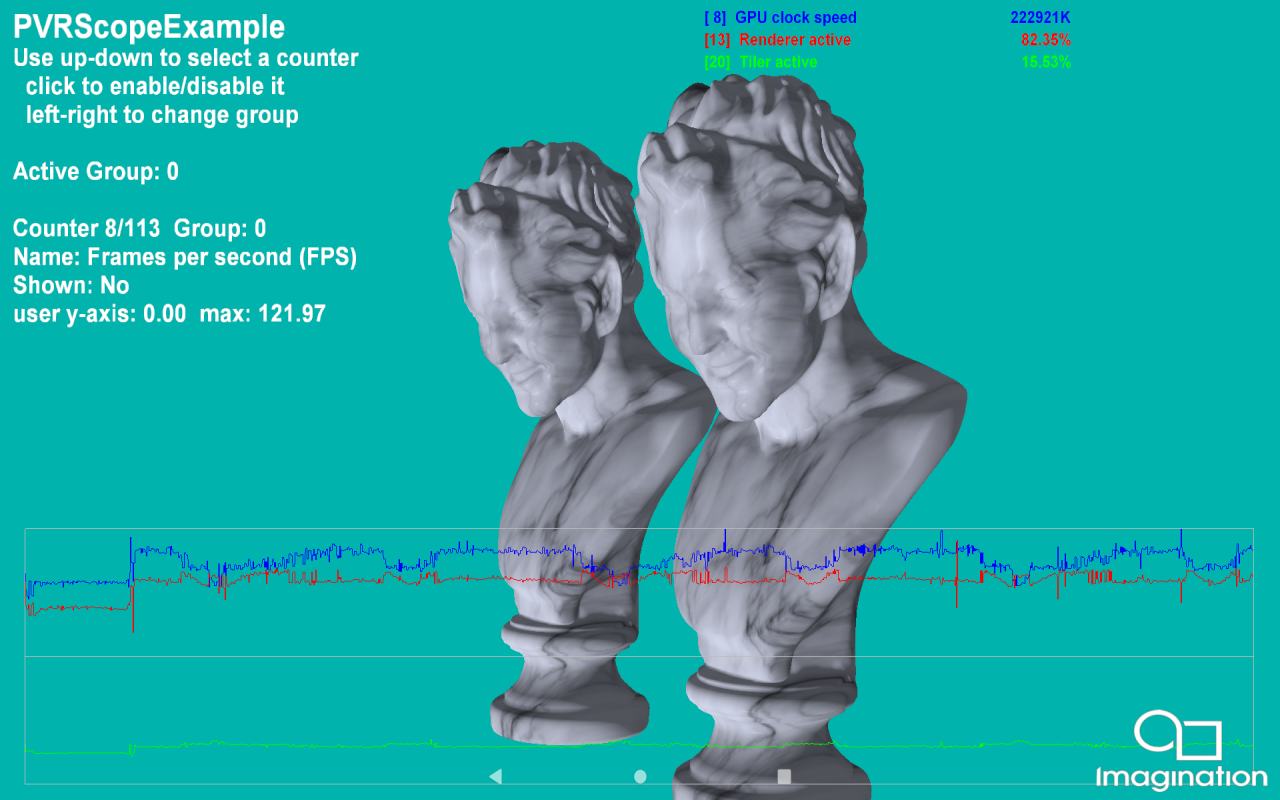 PVRScopeExample
Use up-down to select a counter
click to enable/disable it
left-right to change group
Active Group: 0
Counter 8/113 Group: 0
Name: Frames per second (FPS)
Shown: No
user y-axis: 0.00 max: 121.97
[ 8] GPU clock speed 222921K
[13] Renderer active 82.35%
[20] Tiler active 15.53%
Imagination